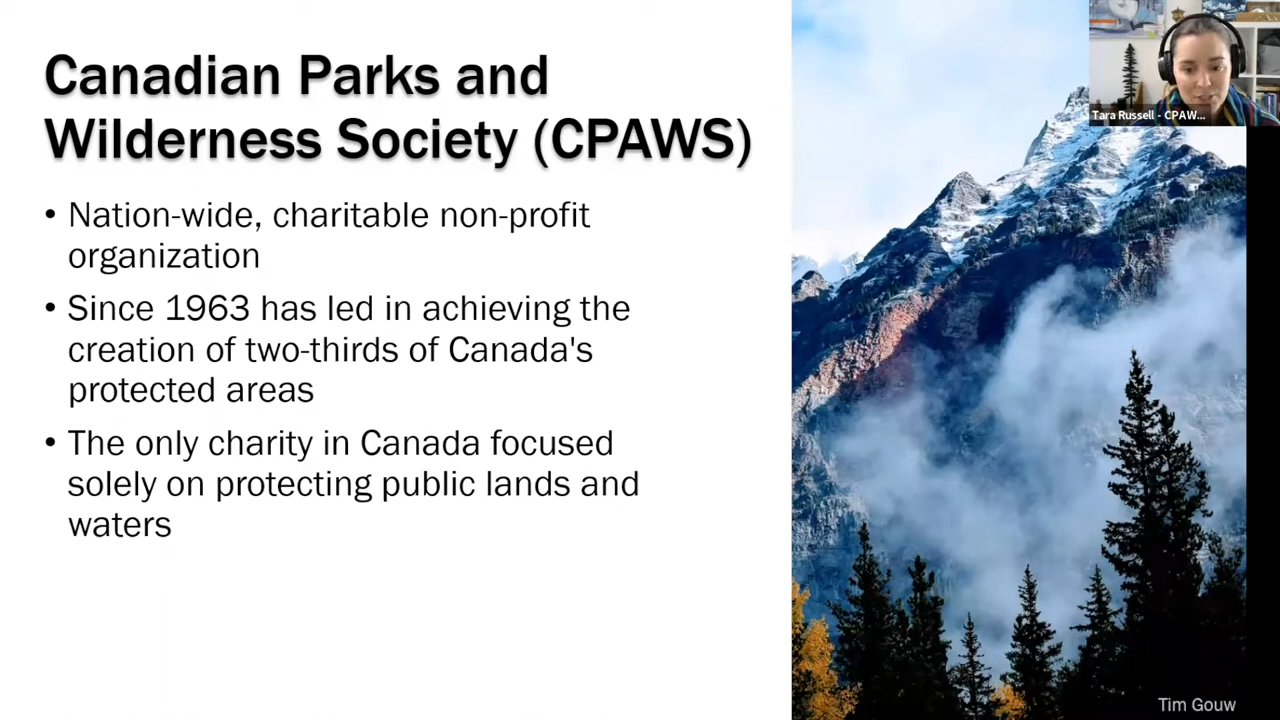 Canadian Parks and
Wilderness Society (CPAWS)
• Nation-wide, charitable non-profit
organization
• Since 1963 has led in achieving the
creation of two-thirds of Canada's
protected areas
• The only charity in Canada focused
solely on protecting public lands and
waters
Tara Russell - CPAW...
Tim Gouw